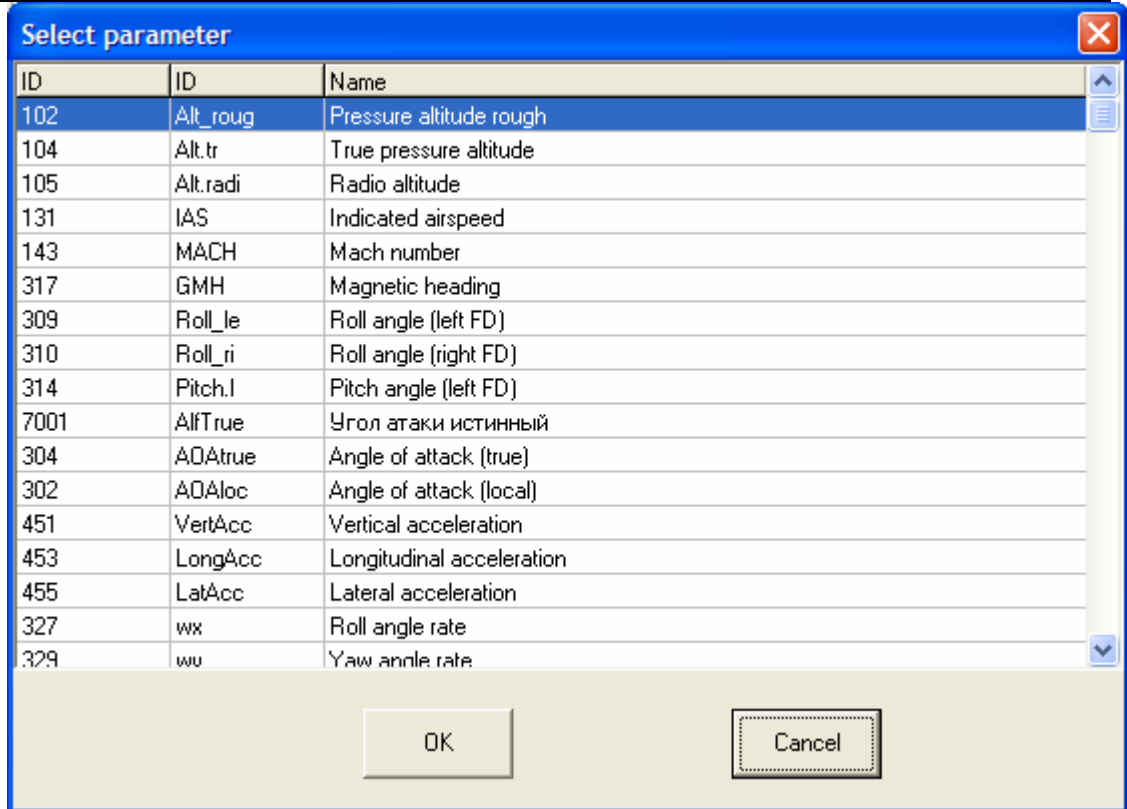 Select parameter
ID ID Name
102 Alt_roug Pressure altitude rough
104 Alt.tr True pressure altitude
105 Alt.radi Radio altitude
131 IAS Indicated airspeed
143 MACH Mach number
317 GMH Magnetic heading
309 Roll_le Roll angle (left FD)
310 Roll_ri Roll angle (right FD)
314 Pitch.l Pitch angle (left FD)
7001 AlfTrue Угол атаки истинный
304 AOAtrue Angle of attack (true)
302 AOAloc Angle of attack (local)
451 VertAcc Vertical acceleration
453 LongAcc Longitudinal acceleration
455 LatAcc Lateral acceleration
327 wx Roll angle rate
329 wy Yaw angle rate
OK Cancel